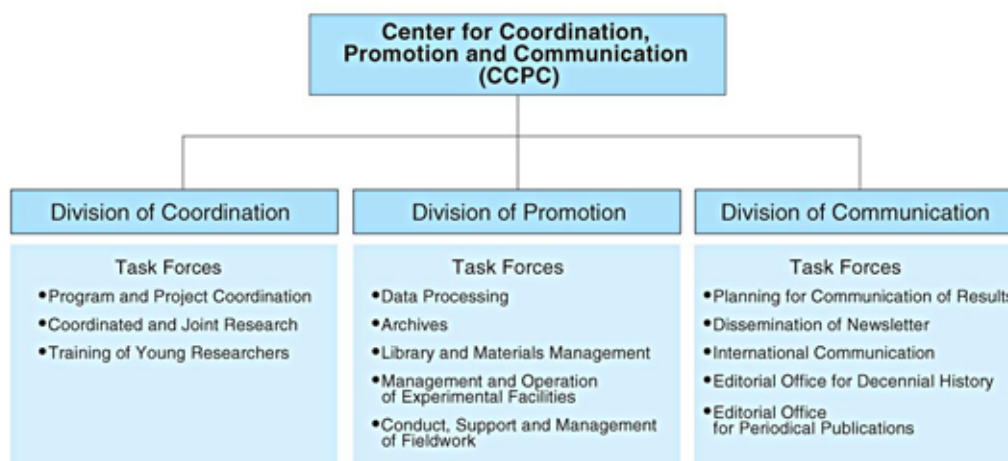 Center for Coordination,
Promotion and Communication
(CCPC)
Division of Coordination
Task Forces
•Program and Project Coordination
•Coordinated and Joint Research
•Training of Young Researchers
Division of Promotion
Task Forces
•Data Processing
•Archives
•Library and Materials Management
•Management and Operation
of Experimental Facilities
•Conduct, Support and Management
of Fieldwork
Division of Communication
Task Forces
•Planning for Communication of Results
•Dissemination of Newsletter
•International Communication
•Editorial Office for Decennial History
•Editorial Office
for Periodical Publications